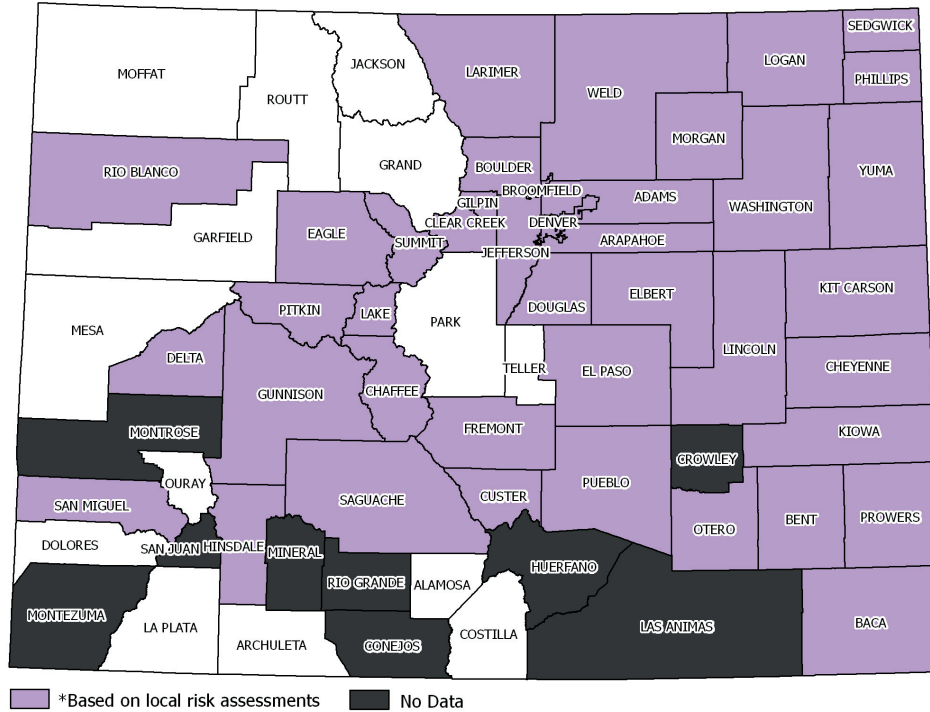 SEDGWICK
LOGAN
JACKSON
MOFFAT
LARIMER
PHILLIPS
WELD
ROUTT
MORGAN
GRAND
BOULDER
RIO BLANCO
YUMA
BROOMFIELD
ADAMS
GILPIN
WASHINGTON
CLEAR CREEK
DENVER
EAGLE
GARFIELD
SUMMIT
ARAPAHOE
JEFFERSON
KIT CARSON
ELBERT
DOUGLAS
PITKIN
LAKE
PARK
MESA
LINCOLN
DELTA
TELLER
EL PASO
CHEYENNE
GUNNISON
CHAFFEE
FREMONT
KIOWA
MONTROSE
CROWLEY
OURAY
PUEBLO
CUSTER
SAGUACHE
SAN MIGUEL
BENT
PROWERS
OTERO
DOLORES
SAN JUAN
HINSDALE
MINERAL
HUERFANO
RIO GRANDE
ALAMOSA
MONTEZUMA
LA PLATA
COSTILLA
LAS ANIMAS
BACA
ARCHULETA
CONEJOS
*Based on local risk assessments
No Data